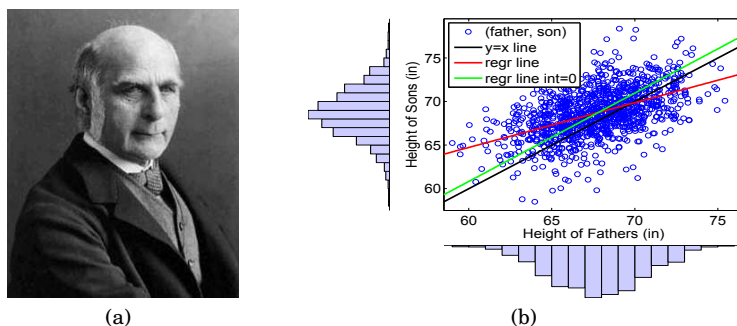 (father, son)
y=x line
regr line
regr line int=0
Height of Sons (in)
75
70
65
60
60 65 70 75
Height of Fathers (in)
(a) (b)